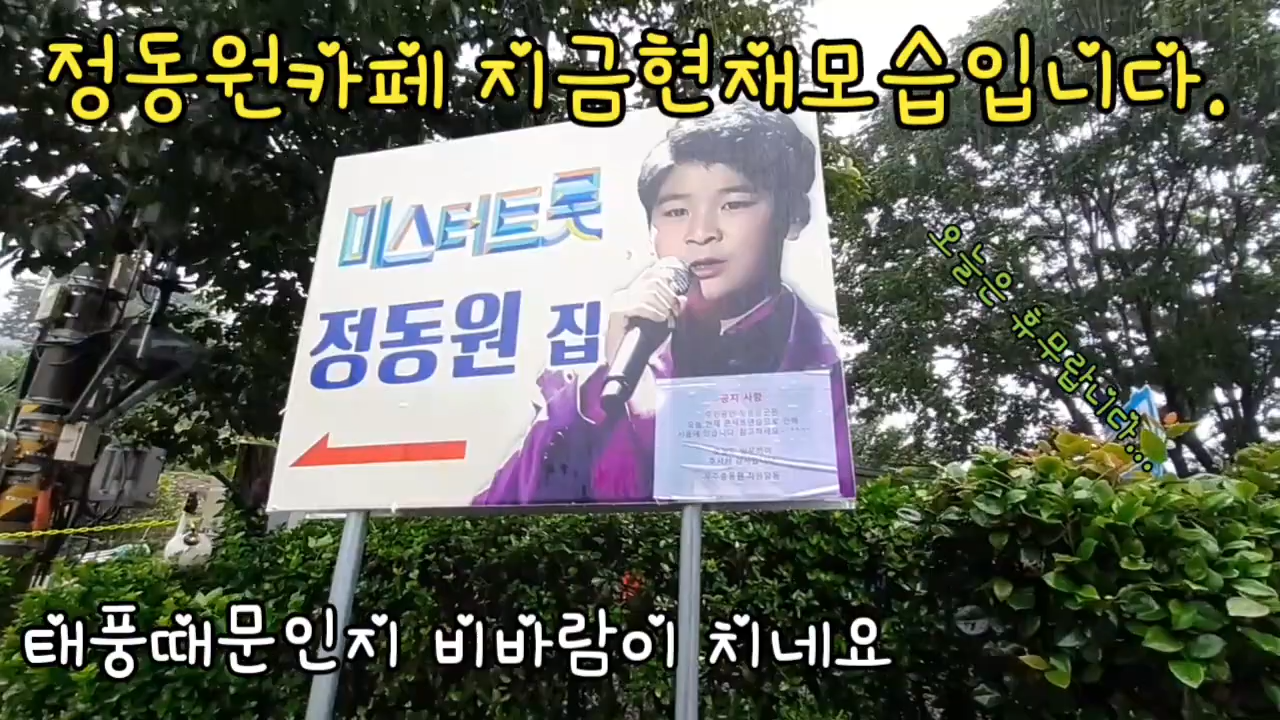 정동원카페 지금현재모습입니다.
미스터트롯
정동원 집
오늘은 휴무랍니다...
공지 사항
태풍때문인지 비바람이 치네요